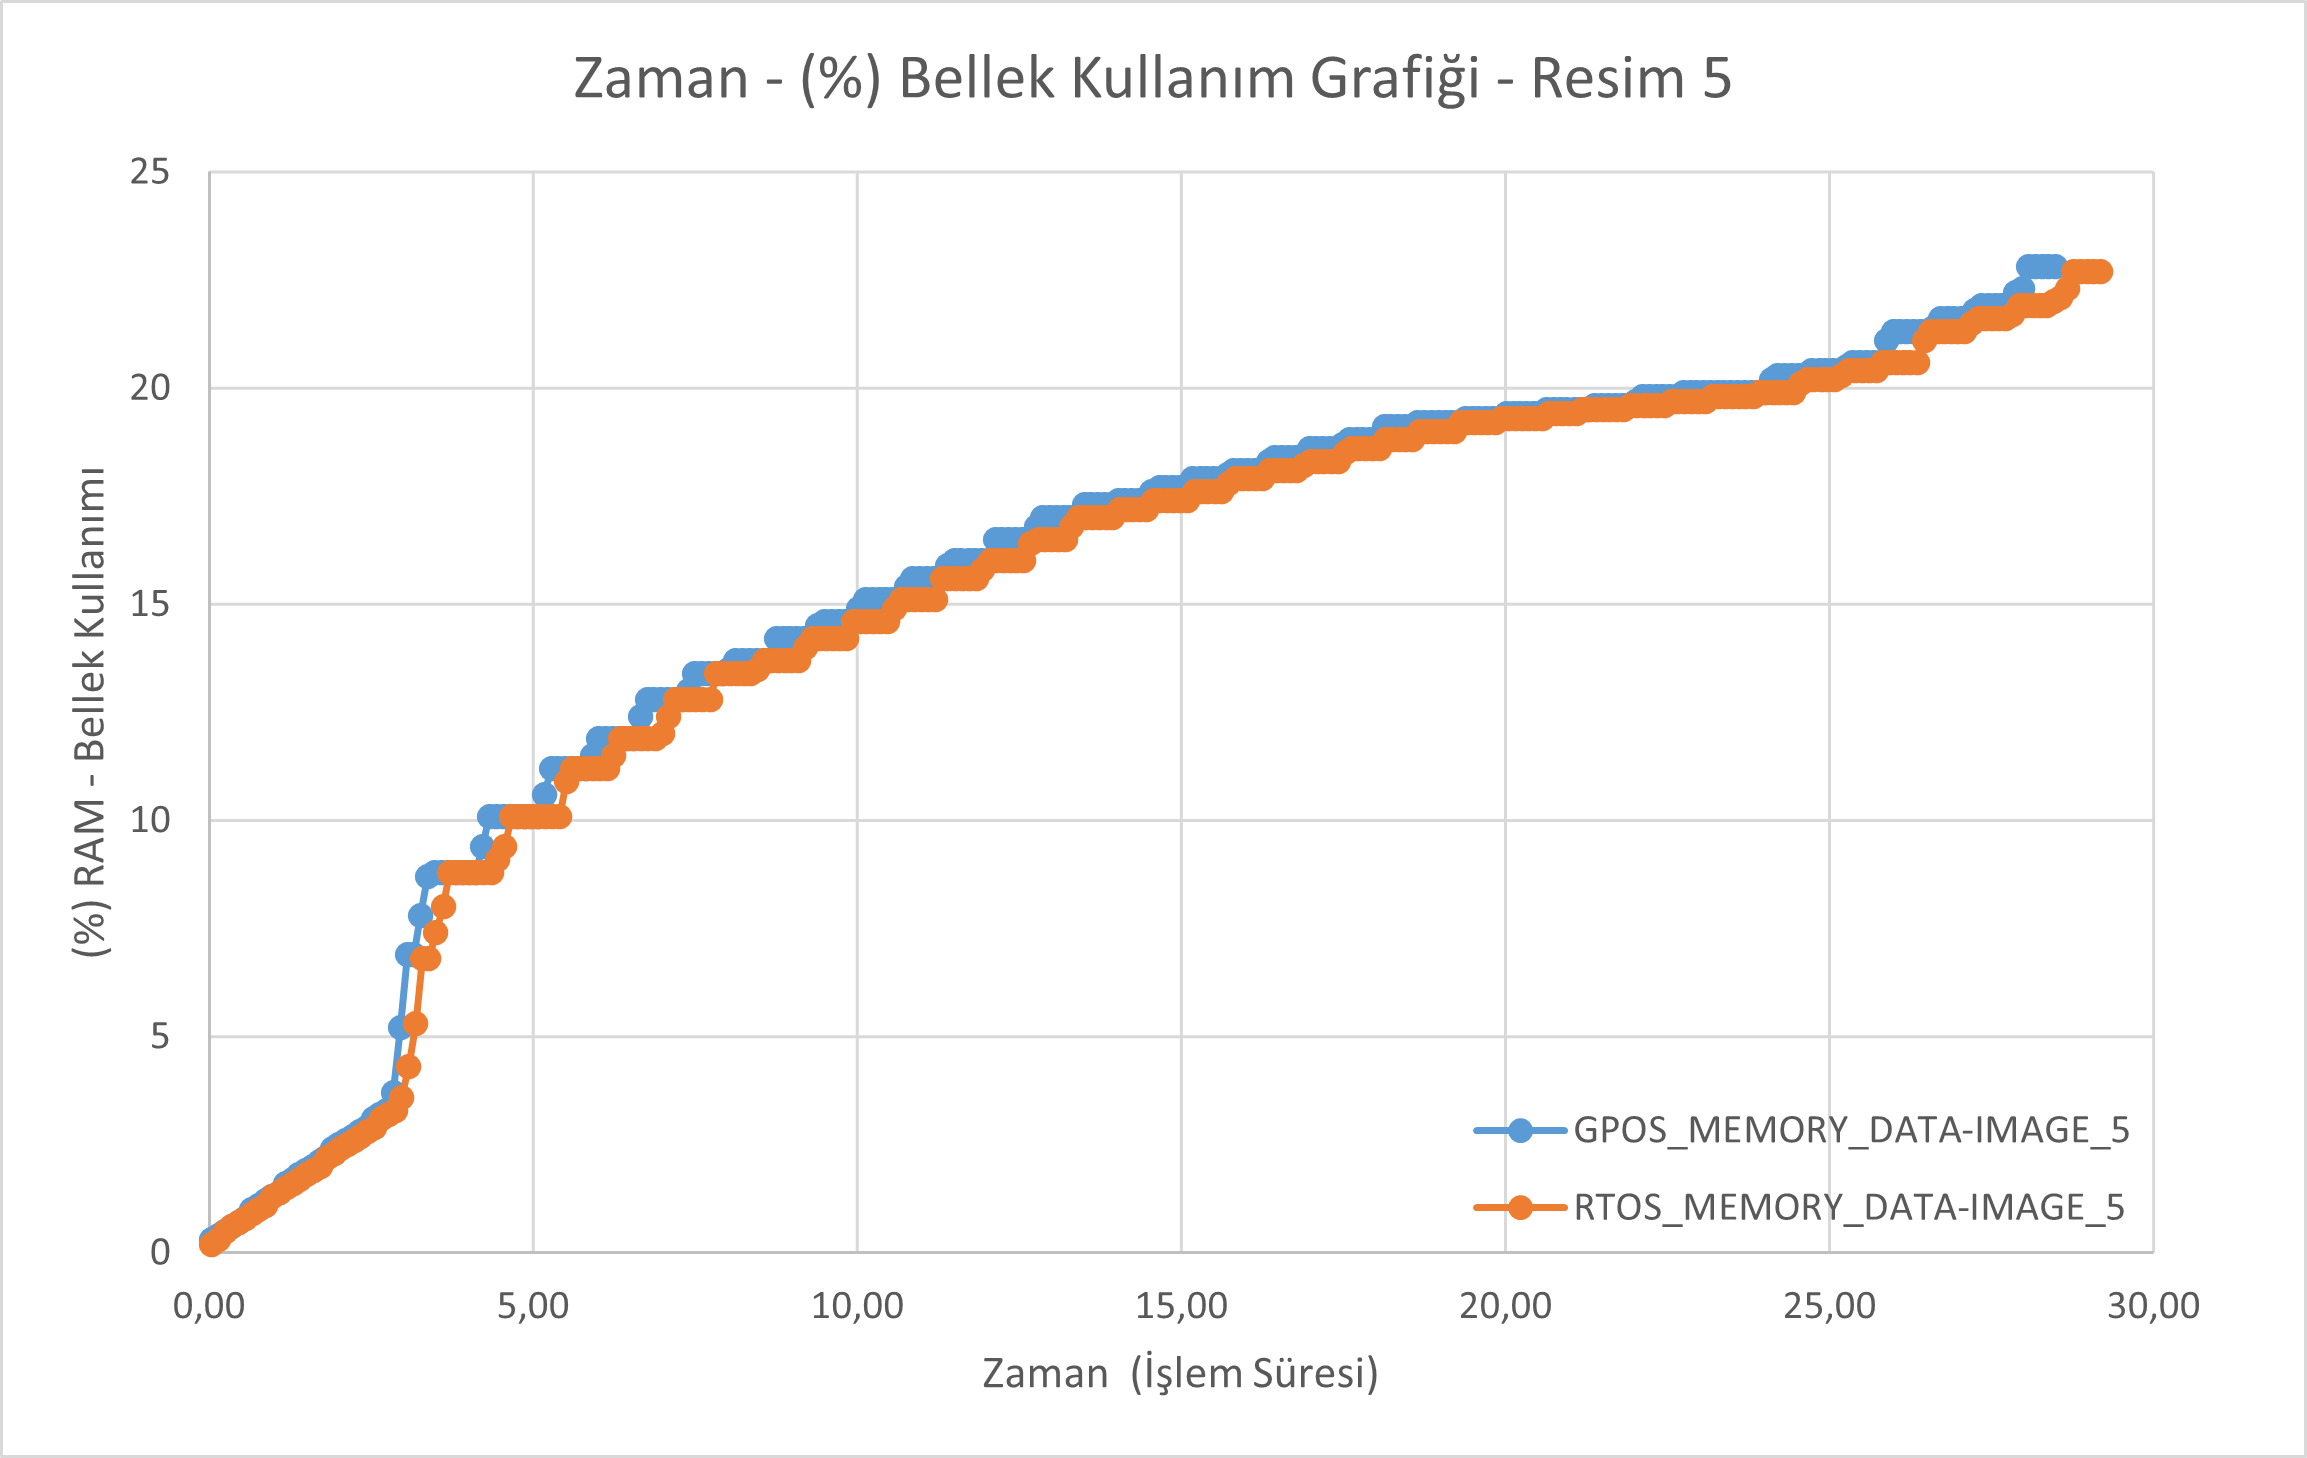 Zaman - (%) Bellek Kullanım Grafiği - Resim 5
(%) RAM - Bellek Kullanımı
25
20
15
10
5
0
0,00 5,00 10,00 15,00 20,00 25,00 30,00
Zaman (İşlem Süresi)
GPOS_MEMORY_DATA-IMAGE_5
RTOS_MEMORY_DATA-IMAGE_5